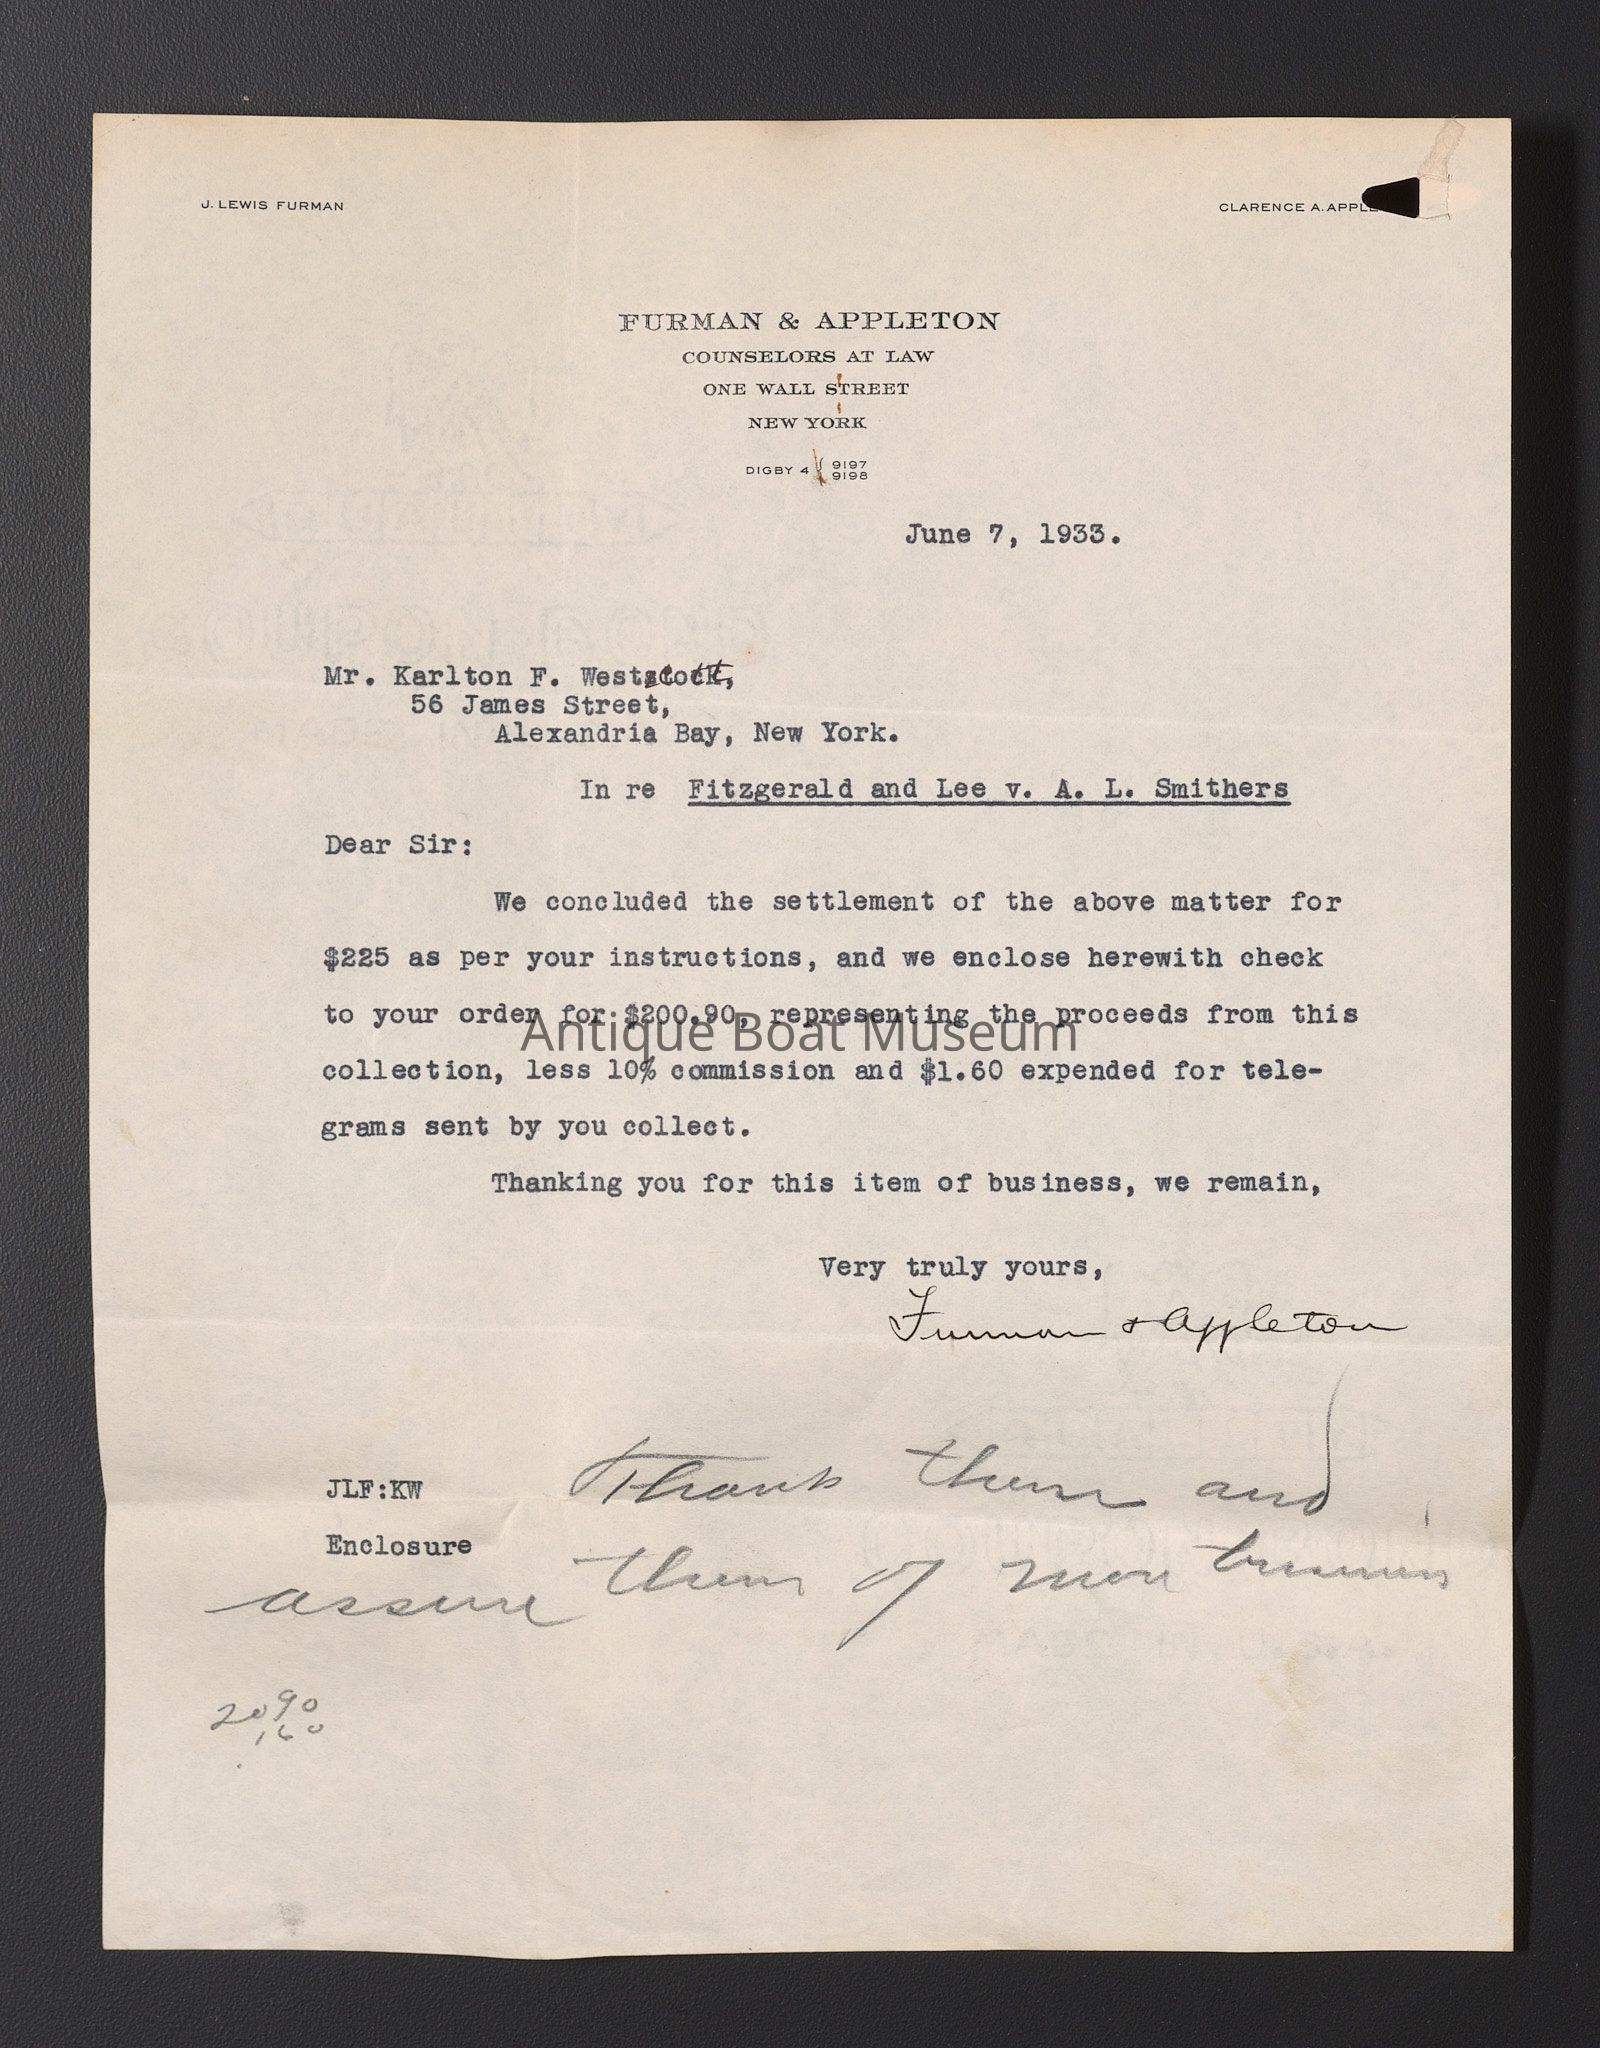 J. LEWIS FURMAN
CLARENCE A. APPLE
FURMAN & APPLETON
COUNSELORS AT LAW
ONE WALL STREET
NEW YORK
DIGBY 4 { 9197
9198
June 7, 1933.
Mr. Karlton F. Westcott,
56 James Street,
Alexandria Bay, New York.
In re Fitzgerald and Lee v. A. L. Smithers
Dear Sir:
We concluded the settlement of the above matter for
$225 as per your instructions, and we enclose herewith check
to your order for $200.90, representing the proceeds from this
Antique Boat Museum
collection, less 10% commission and $1.60 expended for tele-
grams sent by you collect.
Thanking you for this item of business, we remain,
Very truly yours,
Furman & Appleton
JLF:KW
Enclosure
Thank them and
assure them of more business
2090
160